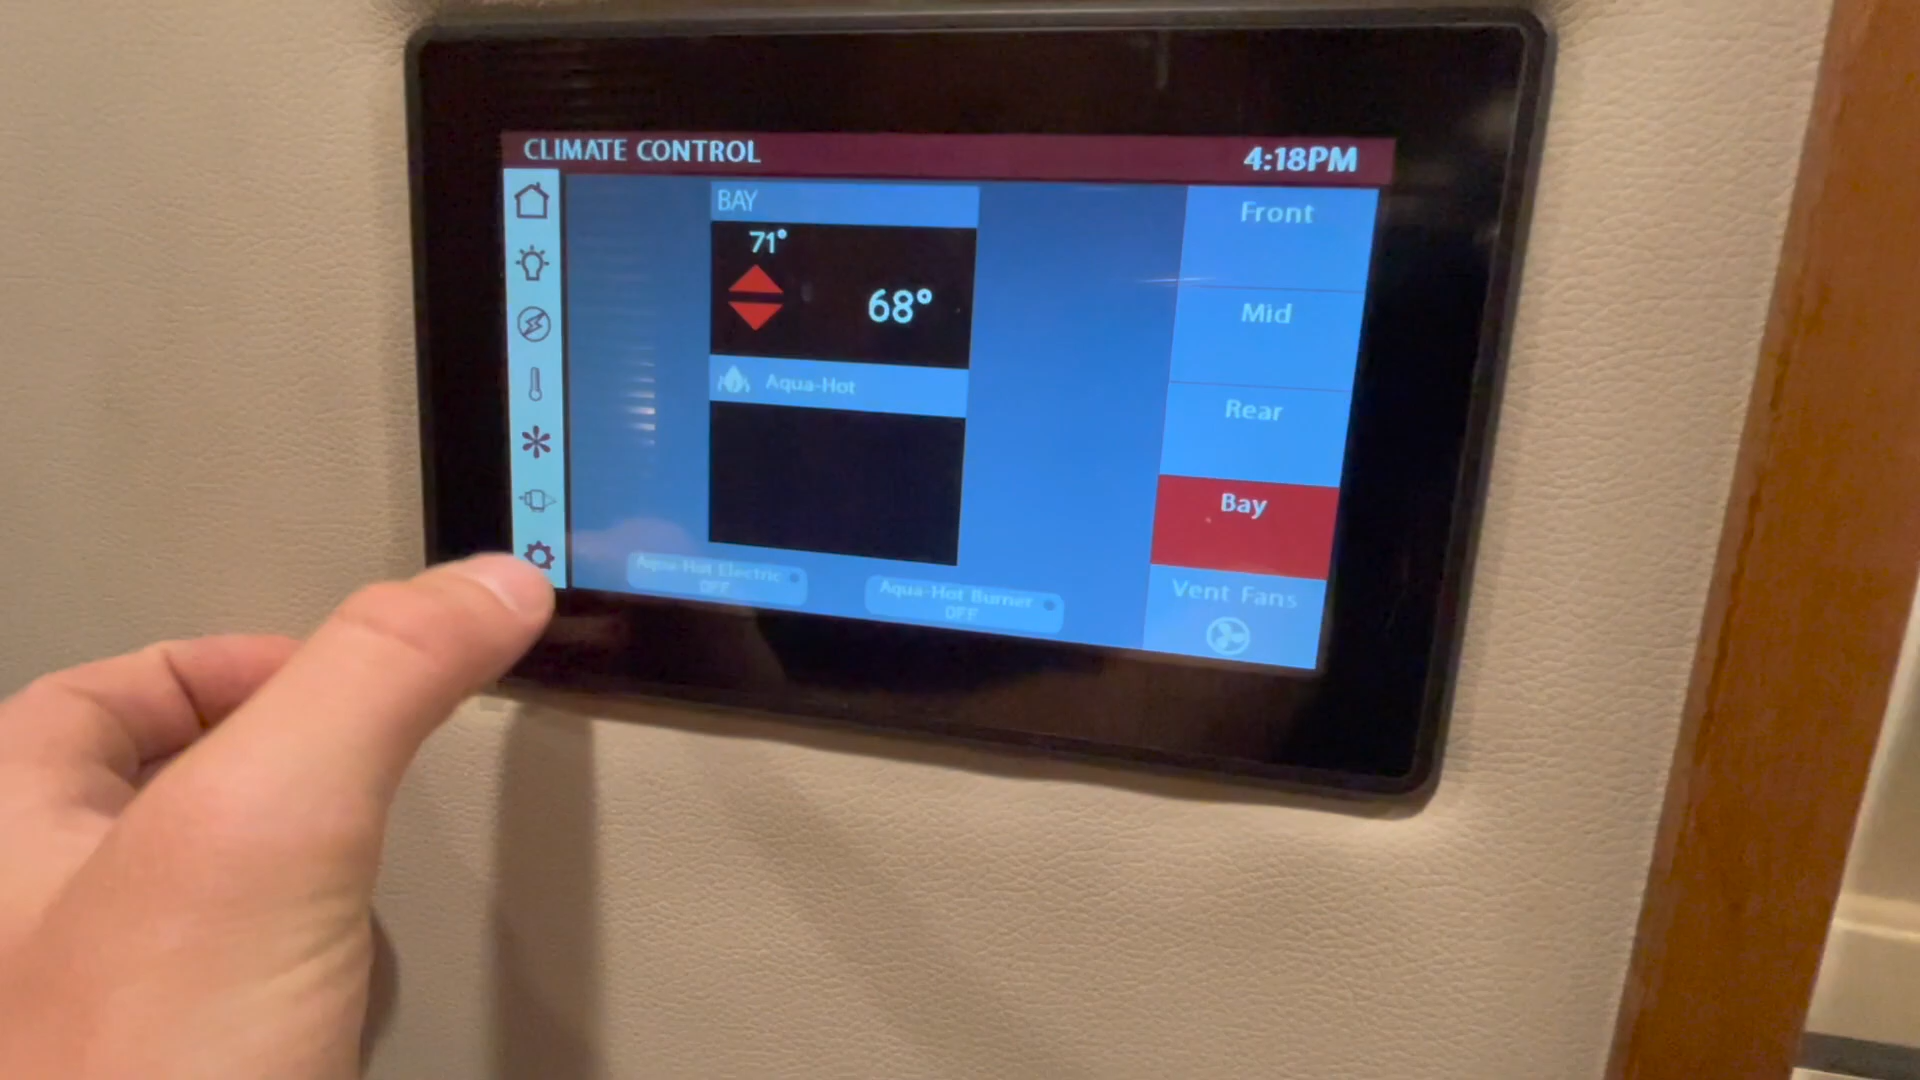 CLIMATE CONTROL
4:18PM
BAY
71°
68°
Aqua-Hot
Aqua-Hot Electric
OFF
Aqua-Hot Burner
OFF
Front
Mid
Rear
Bay
Vent Fans